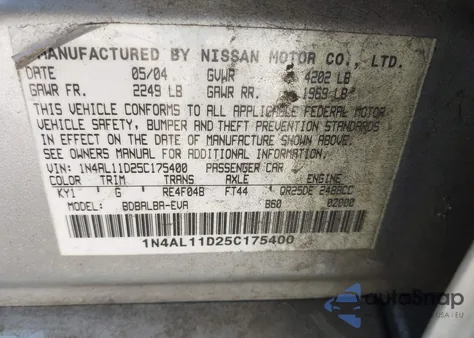 MANUFACTURED BY NISSAN MOTOR CO., LTD.
DATE 05/04 GVWR 4202 LB
GAWR FR. 2249 LB GAWR RR. 1969 LB
THIS VEHICLE CONFORMS TO ALL APPLICABLE FEDERAL MOTOR
VEHICLE SAFETY, BUMPER AND THEFT PREVENTION STANDARDS
IN EFFECT ON THE DATE OF MANUFACTURE SHOWN ABOVE.
SEE OWNERS MANUAL FOR ADDITIONAL INFORMATION.
VIN: 1N4AL11D25C175400 PASSENGER CAR
COLOR TRIM TRANS AXLE ENGINE
KY1 G RE4F04B FT44 QR25DE 2488CC
MODEL: BDBALBA-EVA B60 02000
1N4AL11D25C175400
autoSnap
USA | EU